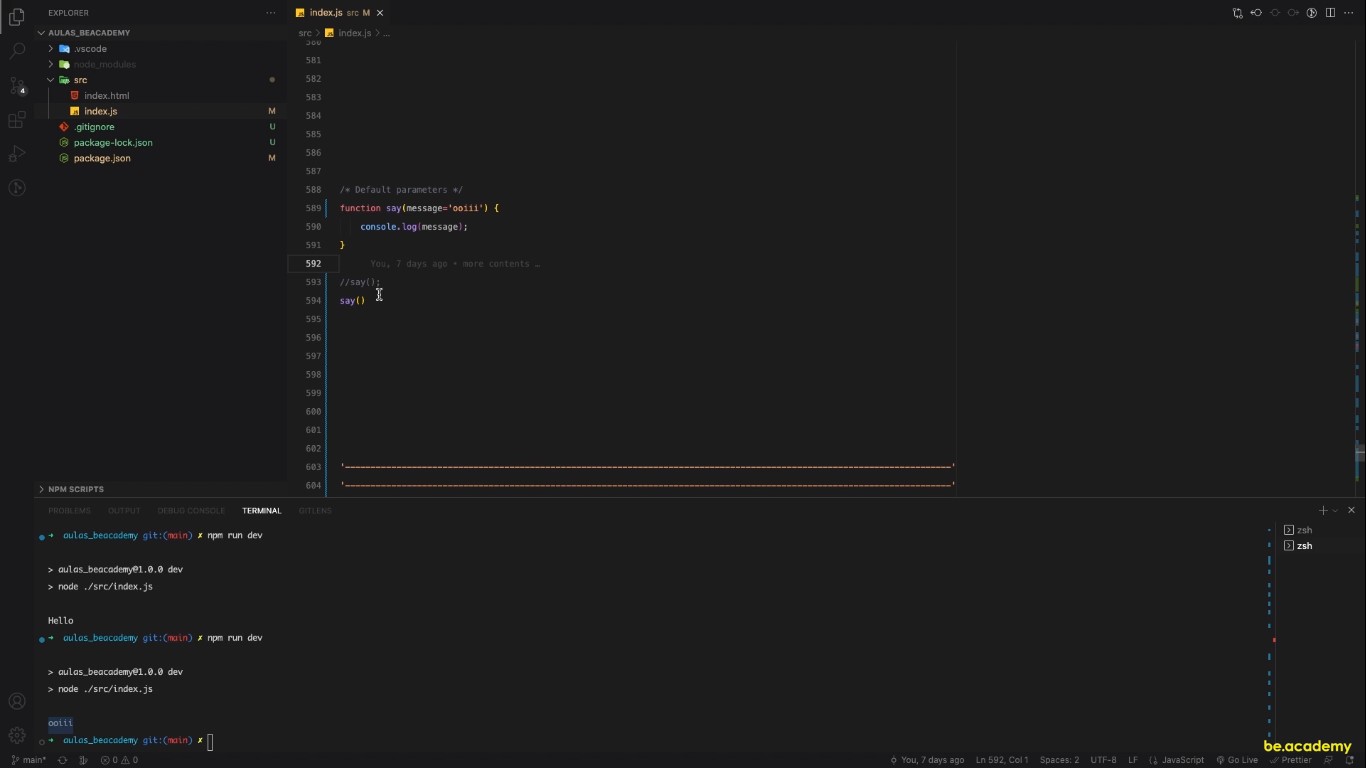 EXPLORER
index.js src M
AULAS_BEACADEMY
src > index.js > ...
.vscode
node_modules
src
index.html
index.js M
.gitignore U
package-lock.json U
package.json M
4
580
581
582
583
584
585
586
587
588 /* Default parameters */
589 function say(message='ooiii') {
590 console.log(message);
591 }
592 You, 7 days ago • more contents …
593 //say();
594 say()
595
596
597
598
599
600
601
602
603
604
NPM SCRIPTS
PROBLEMS OUTPUT DEBUG CONSOLE TERMINAL GITLENS
zsh
zsh
➜ aulas_beacademy git:(main) ✗ npm run dev
> aulas_beacademy@1.0.0 dev
> node ./src/index.js
Hello
➜ aulas_beacademy git:(main) ✗ npm run dev
> aulas_beacademy@1.0.0 dev
> node ./src/index.js
ooiii
➜ aulas_beacademy git:(main) ✗
be.academy
main* 0 0 You, 7 days ago Ln 592, Col 1 Spaces: 2 UTF-8 LF JavaScript Go Live Prettier